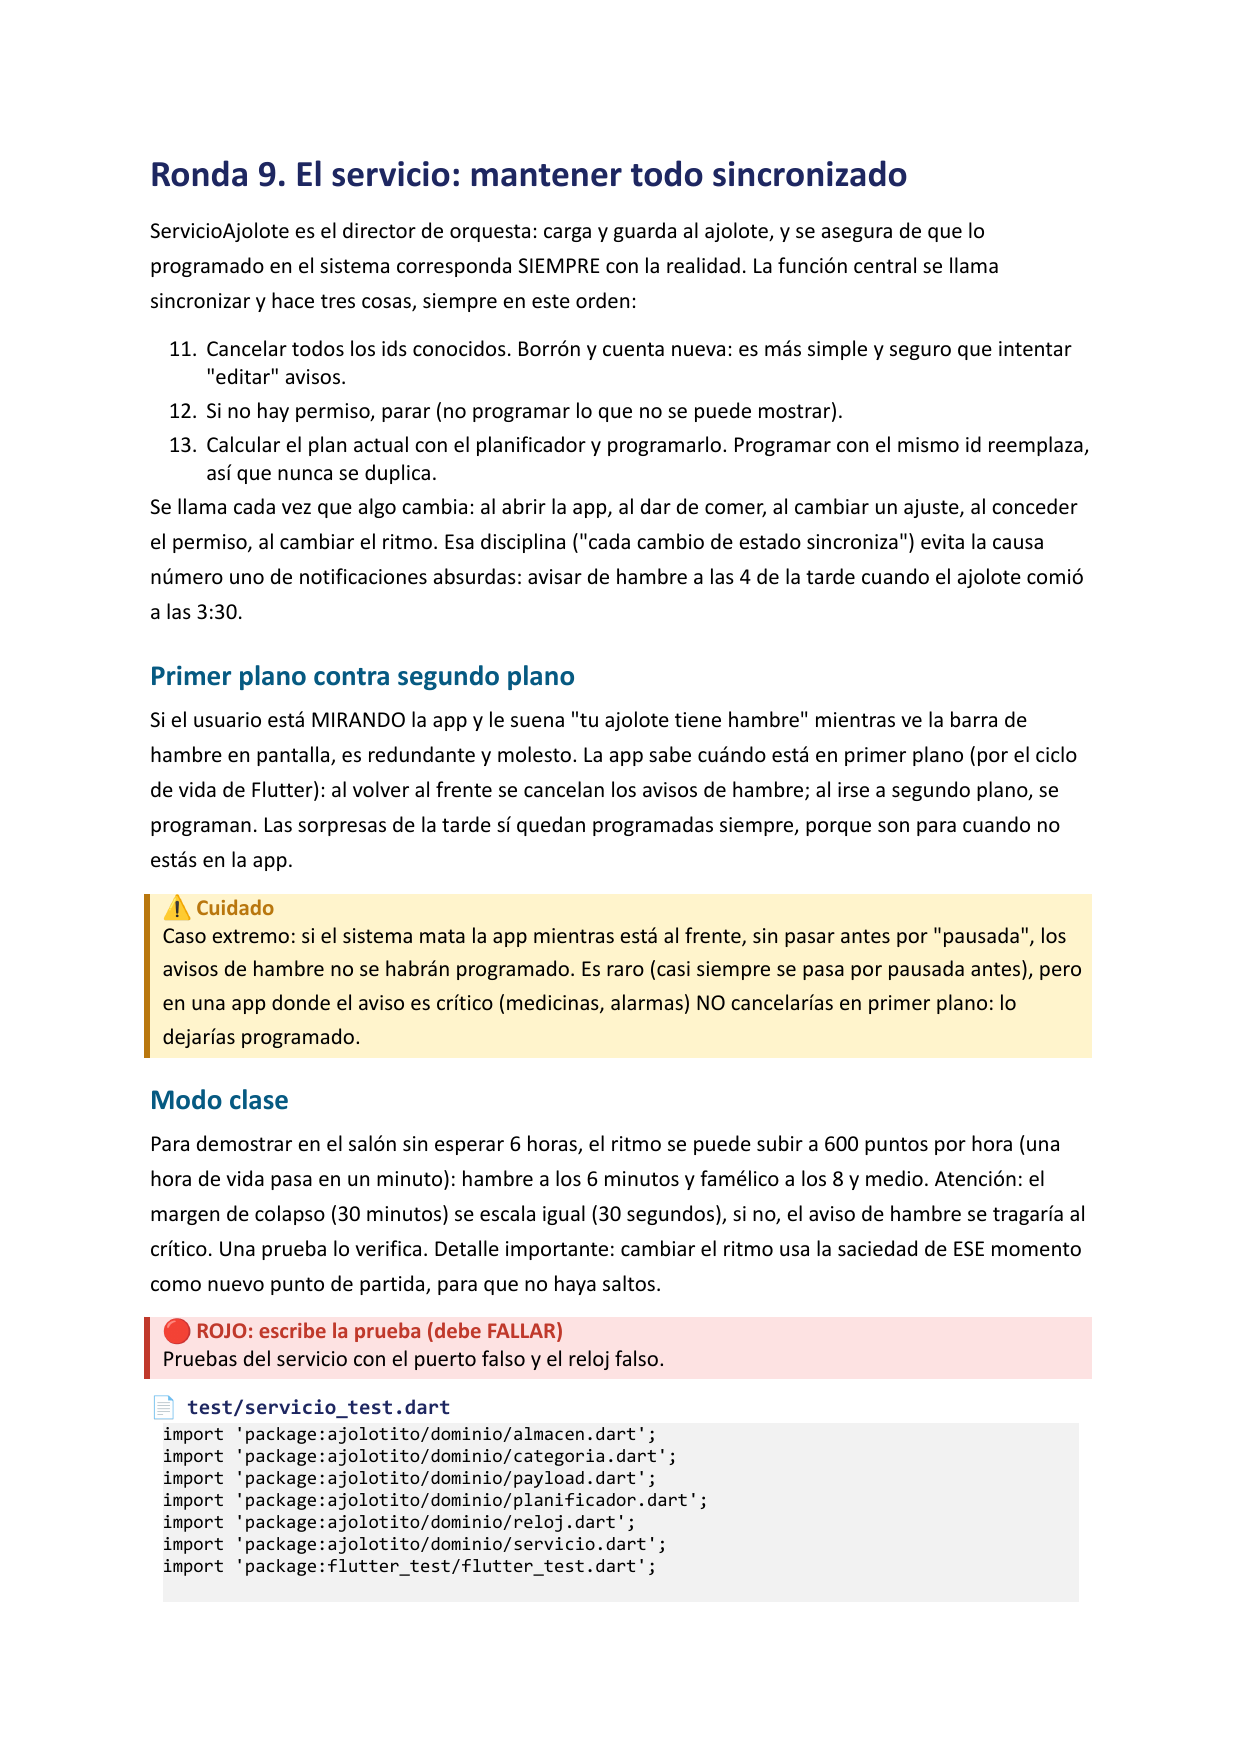 Ronda 9. El servicio: mantener todo sincronizado
ServicioAjolote es el director de orquesta: carga y guarda al ajolote, y se asegura de que lo
programado en el sistema corresponda SIEMPRE con la realidad. La función central se llama
sincronizar y hace tres cosas, siempre en este orden:
11. Cancelar todos los ids conocidos. Borrón y cuenta nueva: es más simple y seguro que intentar
"editar" avisos.
12. Si no hay permiso, parar (no programar lo que no se puede mostrar).
13. Calcular el plan actual con el planificador y programarlo. Programar con el mismo id reemplaza,
así que nunca se duplica.
Se llama cada vez que algo cambia: al abrir la app, al dar de comer, al cambiar un ajuste, al conceder
el permiso, al cambiar el ritmo. Esa disciplina ("cada cambio de estado sincroniza") evita la causa
número uno de notificaciones absurdas: avisar de hambre a las 4 de la tarde cuando el ajolote comió
a las 3:30.
Primer plano contra segundo plano
Si el usuario está MIRANDO la app y le suena "tu ajolote tiene hambre" mientras ve la barra de
hambre en pantalla, es redundante y molesto. La app sabe cuándo está en primer plano (por el ciclo
de vida de Flutter): al volver al frente se cancelan los avisos de hambre; al irse a segundo plano, se
programan. Las sorpresas de la tarde sí quedan programadas siempre, porque son para cuando no
estás en la app.
⚠️ Cuidado
Caso extremo: si el sistema mata la app mientras está al frente, sin pasar antes por "pausada", los
avisos de hambre no se habrán programado. Es raro (casi siempre se pasa por pausada antes), pero
en una app donde el aviso es crítico (medicinas, alarmas) NO cancelarías en primer plano: lo
dejarías programado.
Modo clase
Para demostrar en el salón sin esperar 6 horas, el ritmo se puede subir a 600 puntos por hora (una
hora de vida pasa en un minuto): hambre a los 6 minutos y famélico a los 8 y medio. Atención: el
margen de colapso (30 minutos) se escala igual (30 segundos), si no, el aviso de hambre se tragaría al
crítico. Una prueba lo verifica. Detalle importante: cambiar el ritmo usa la saciedad de ESE momento
como nuevo punto de partida, para que no haya saltos.
🔴 ROJO: escribe la prueba (debe FALLAR)
Pruebas del servicio con el puerto falso y el reloj falso.
📄 test/servicio_test.dart
import 'package:ajolotito/dominio/almacen.dart';
import 'package:ajolotito/dominio/categoria.dart';
import 'package:ajolotito/dominio/payload.dart';
import 'package:ajolotito/dominio/planificador.dart';
import 'package:ajolotito/dominio/reloj.dart';
import 'package:ajolotito/dominio/servicio.dart';
import 'package:flutter_test/flutter_test.dart';